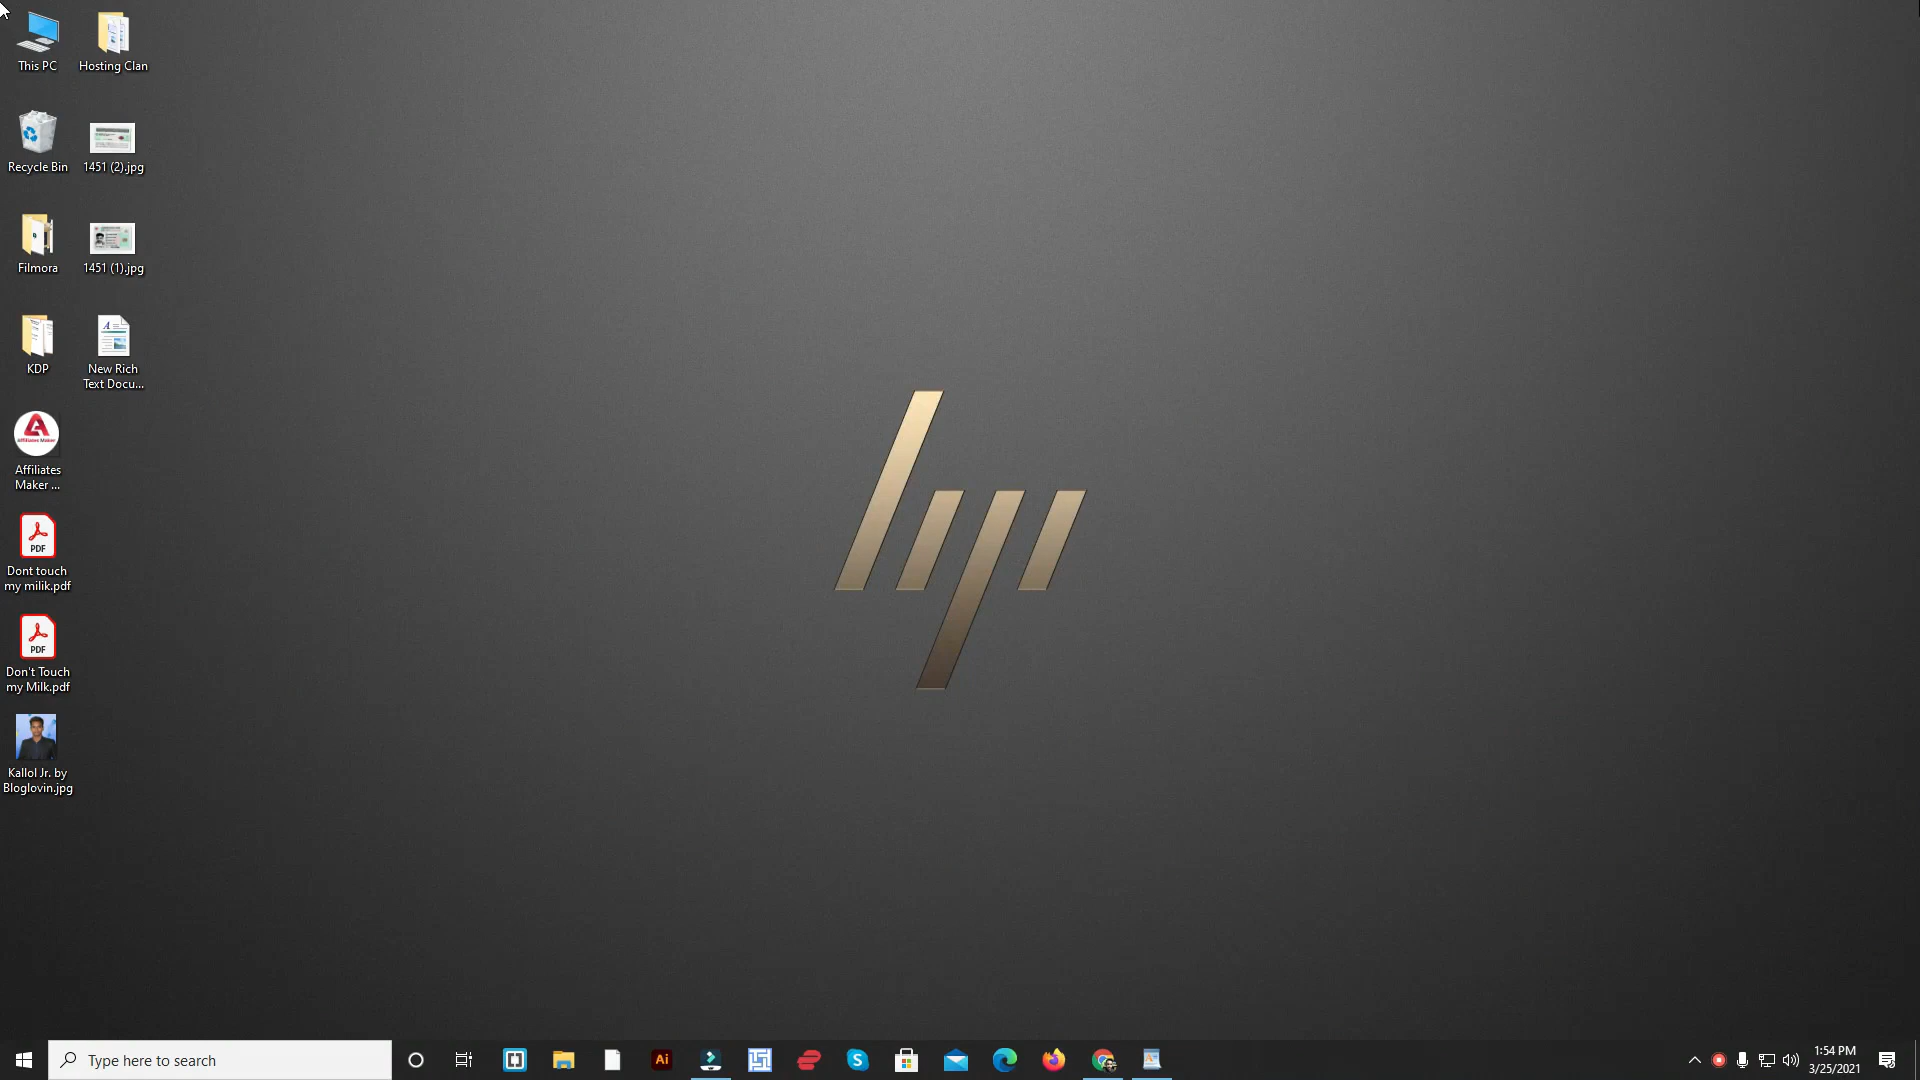 This PC
Hosting Clan
Recycle Bin
1451 (2).jpg
Filmora
1451 (1).jpg
KDP
New Rich
Text Docu...
Affiliates
Maker ...
PDF
Dont touch
my milik.pdf
PDF
Don't Touch
my Milk.pdf
Kallol Jr. by
Bloglovin.jpg
hp
Type here to search
Ai
S
1:54 PM
3/25/2021